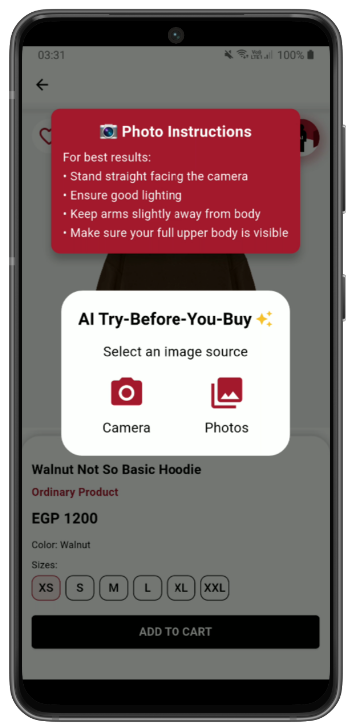 03:31
100%
📷 Photo Instructions
For best results:
• Stand straight facing the camera
• Ensure good lighting
• Keep arms slightly away from body
• Make sure your full upper body is visible
AI Try-Before-You-Buy ✨
Select an image source
Camera Photos
Walnut Not So Basic Hoodie
Ordinary Product
EGP 1200
Color: Walnut
Sizes:
XS S M L XL XXL
ADD TO CART